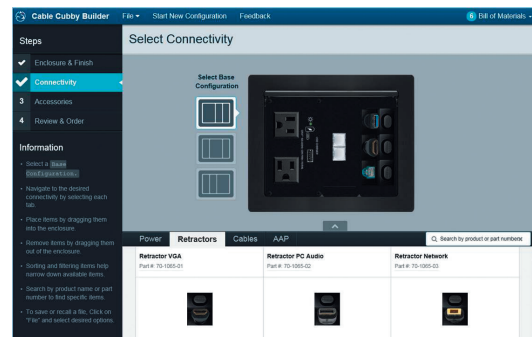 Cable Cubby Builder File Start New Configuration Feedback 6 Bill of Materials
Steps
Enclosure & Finish
Connectivity
3 Accessories
4 Review & Order
Information
• Select a Base
Configuration.
• Navigate to the desired
connectivity by selecting each
tab.
• Place items by dragging them
into the enclosure.
• Remove items by dragging them
out of the enclosure.
• Sorting and filtering items help
narrow down available items.
• Search by product name or part
number to find specific items.
• To save or recall a file, Click on
"File" and select desired options.
Select Connectivity
Select Base
Configuration
Power Retractors Cables AAP
Search by product or part number
Retractor VGA
Part #: 70-1065-01
Retractor PC Audio
Part #: 70-1065-02
Retractor Network
Part #: 70-1065-03